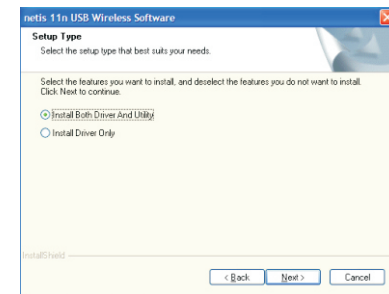 netis 11n USB Wireless Software
Setup Type
Select the setup type that best suits your needs.
Select the features you want to install, and deselect the features you do not want to install.
Click Next to continue.
Install Both Driver And Utility
Install Driver Only
InstallShield
< Back Next > Cancel